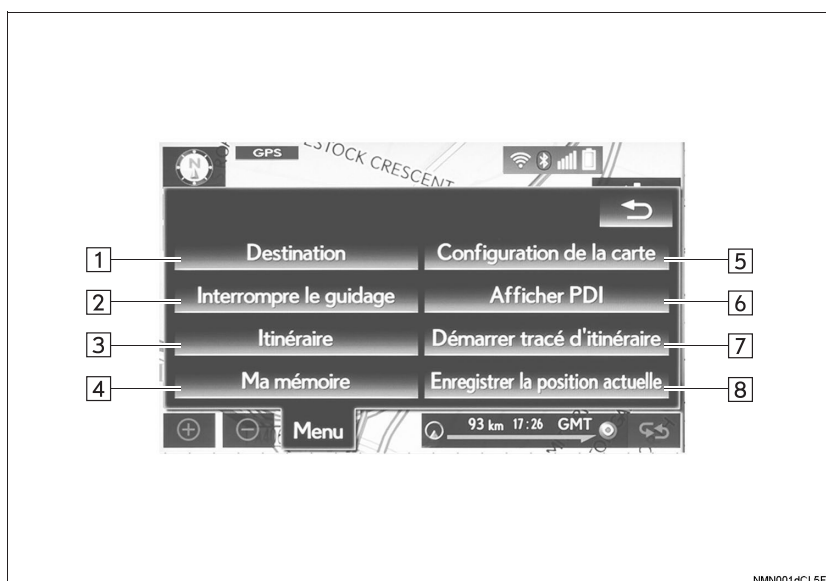 GPS
STOCK CRESCENT
1 Destination
Configuration de la carte 5
2 Interrompre le guidage
Afficher PDI 6
3 Itinéraire
Démarrer tracé d'itinéraire 7
4 Ma mémoire
Enregistrer la position actuelle 8
Menu
93 km 17:26 GMT